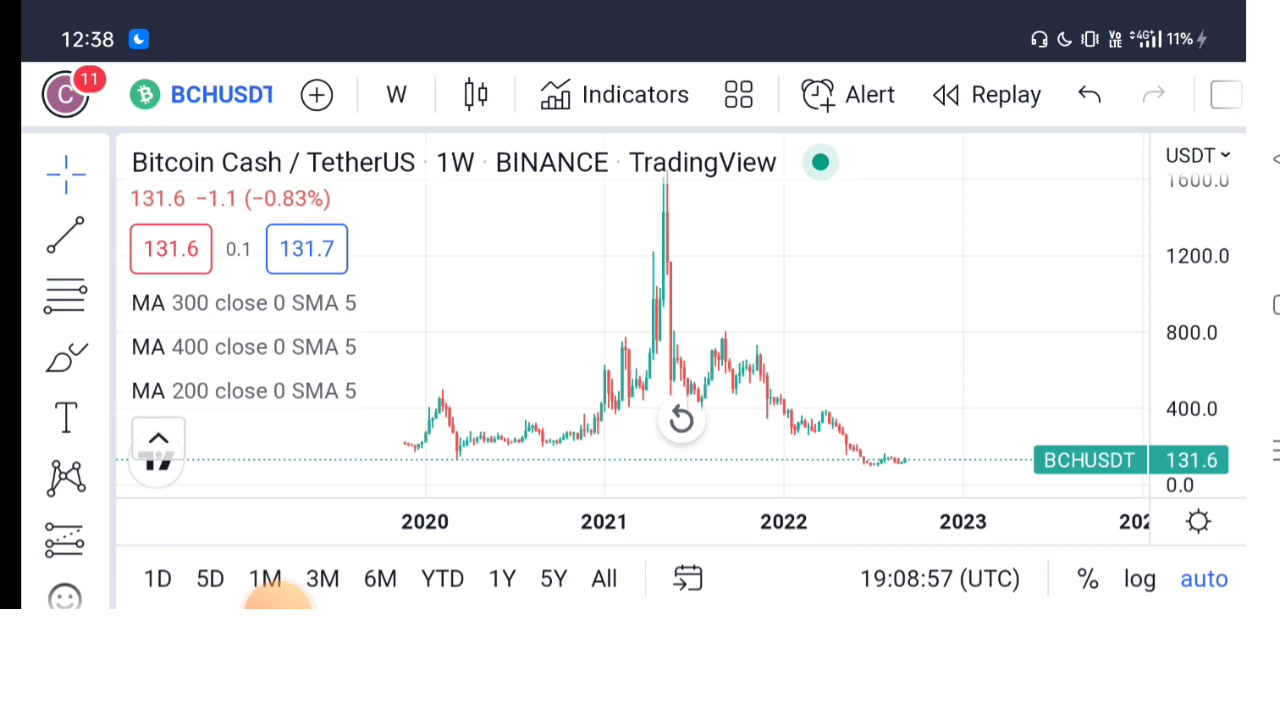 12:38 Vo LTE 4G+ 11%
C 11 BCHUSDT W Indicators Alert Replay
Bitcoin Cash / TetherUS · 1W · BINANCE · TradingView
USDT
131.6 −1.1 (−0.83%)
1600.0
131.6 0.1 131.7
1200.0
MA 300 close 0 SMA 5
800.0
MA 400 close 0 SMA 5
MA 200 close 0 SMA 5
400.0
BCHUSDT 131.6
0.0
2020 2021 2022 2023
1D 5D 1M 3M 6M YTD 1Y 5Y All 19:08:57 (UTC) % log auto